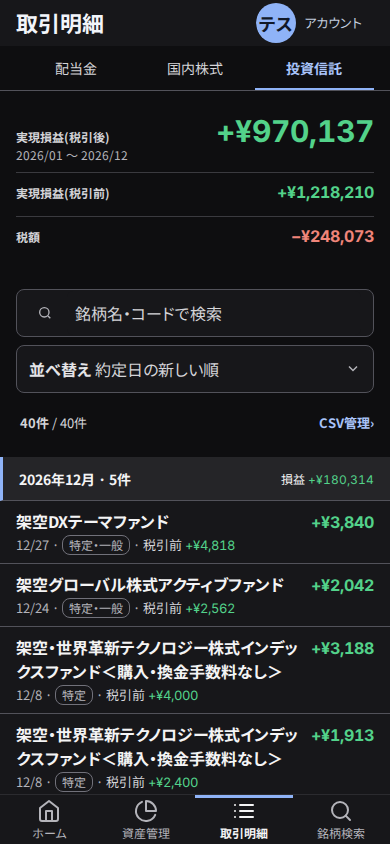 取引明細
テス アカウント
配当金 国内株式 投資信託
実現損益(税引後) +¥970,137
2026/01 〜 2026/12
実現損益(税引前) +¥1,218,210
税額 −¥248,073
銘柄名・コードで検索
並べ替え 約定日の新しい順
40件 / 40件 CSV管理›
2026年12月・5件 損益 +¥180,314
架空DXテーマファンド +¥3,840
12/27・特定・一般・税引前 +¥4,818
架空グローバル株式アクティブファンド +¥2,042
12/24・特定・一般・税引前 +¥2,562
架空・世界革新テクノロジー株式インデッ +¥3,188
クスファンド＜購入・換金手数料なし＞
12/8・特定・税引前 +¥4,000
架空・世界革新テクノロジー株式インデッ +¥1,913
クスファンド＜購入・換金手数料なし＞
12/8・特定・税引前 +¥2,400
ホーム 資産管理 取引明細 銘柄検索